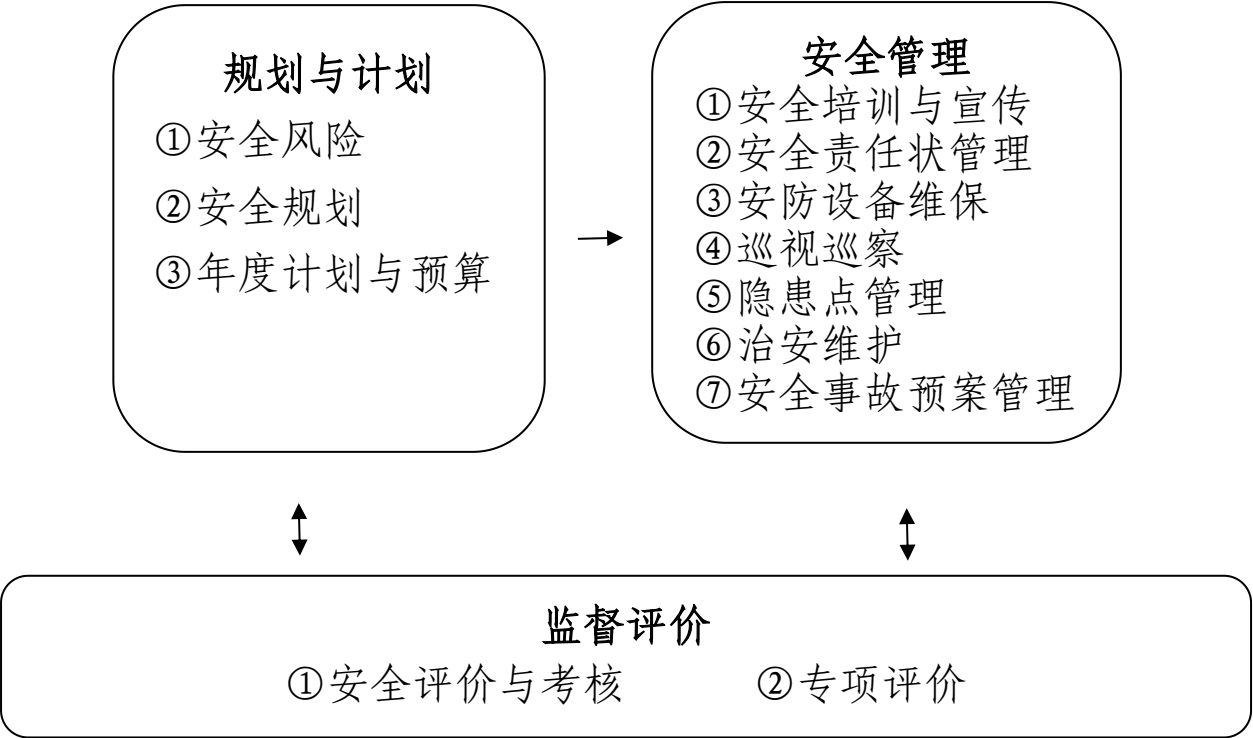 规划与计划
①安全风险
②安全规划
③年度计划与预算
安全管理
①安全培训与宣传
②安全责任状管理
③安防设备维保
④巡视巡察
⑤隐患点管理
⑥治安维护
⑦安全事故预案管理
监督评价
①安全评价与考核 ②专项评价